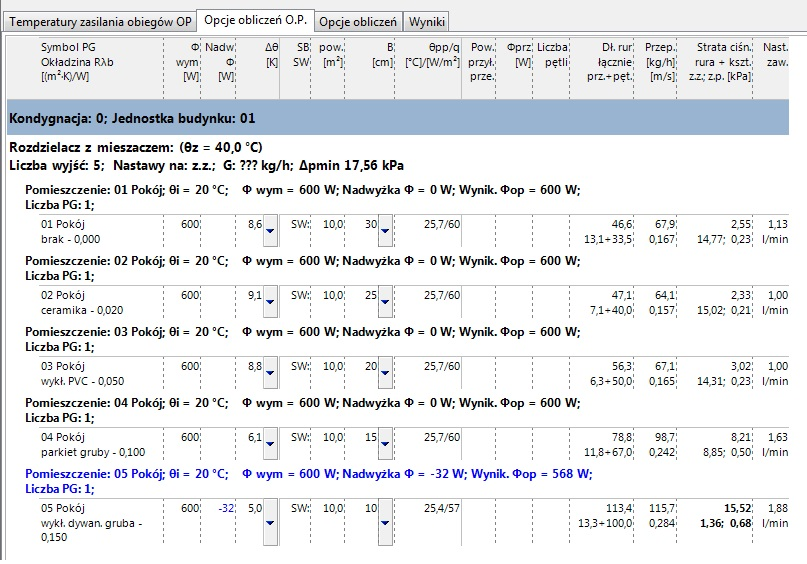 Temperatury zasilania obiegów OP Opcje obliczeń O.P. Opcje obliczeń Wyniki
Symbol PG Φ Nadw Δθ SB pow. B θpp/q Pow. Φprz Liczba Dł. rur Przep. Strata ciśn. Nast.
Okładzina Rλb wym Φ [K] SW [m²] [cm] [°C]/[W/m²] przył. [W] pętli łącznie [kg/h] rura + kszt. zaw.
[(m²·K)/W] [W] [W] prze. prz.+pęt. [m/s] z.z.; z.p. [kPa]
Kondygnacja: 0; Jednostka budynku: 01
Rozdzielacz z mieszaczem: (θz = 40,0 °C)
Liczba wyjść: 5; Nastawy na: z.z.; G: ??? kg/h; Δpmin 17,56 kPa
Pomieszczenie: 01 Pokój; θi = 20 °C; Φ wym = 600 W; Nadwyżka Φ = 0 W; Wynik. Φop = 600 W;
Liczba PG: 1;
01 Pokój 600 8,6 SW: 10,0 30 25,7/60 46,6 67,9 2,55 1,13
brak - 0,000 13,1+33,5 0,167 14,77; 0,23 l/min
Pomieszczenie: 02 Pokój; θi = 20 °C; Φ wym = 600 W; Nadwyżka Φ = 0 W; Wynik. Φop = 600 W;
Liczba PG: 1;
02 Pokój 600 9,1 SW: 10,0 25 25,7/60 47,1 64,1 2,33 1,00
ceramika - 0,020 7,1+40,0 0,157 15,02; 0,21 l/min
Pomieszczenie: 03 Pokój; θi = 20 °C; Φ wym = 600 W; Nadwyżka Φ = 0 W; Wynik. Φop = 600 W;
Liczba PG: 1;
03 Pokój 600 8,8 SW: 10,0 20 25,7/60 56,3 67,1 3,02 1,00
wykł. PVC - 0,050 6,3+50,0 0,165 14,31; 0,23 l/min
Pomieszczenie: 04 Pokój; θi = 20 °C; Φ wym = 600 W; Nadwyżka Φ = 0 W; Wynik. Φop = 600 W;
Liczba PG: 1;
04 Pokój 600 6,1 SW: 10,0 15 25,7/60 78,8 98,7 8,21 1,63
parkiet gruby - 0,100 11,8+67,0 0,242 8,85; 0,50 l/min
Pomieszczenie: 05 Pokój; θi = 20 °C; Φ wym = 600 W; Nadwyżka Φ = -32 W; Wynik. Φop = 568 W;
Liczba PG: 1;
05 Pokój 600 -32 5,0 SW: 10,0 10 25,4/57 113,4 115,7 15,52 1,88
wykł. dywan. gruba - 13,3+100,0 0,284 1,36; 0,68 l/min
0,150